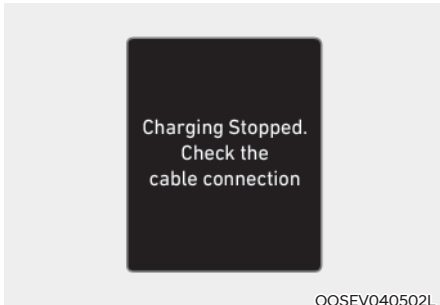 Charging Stopped.
Check the
cable connection
OOSEV040502L